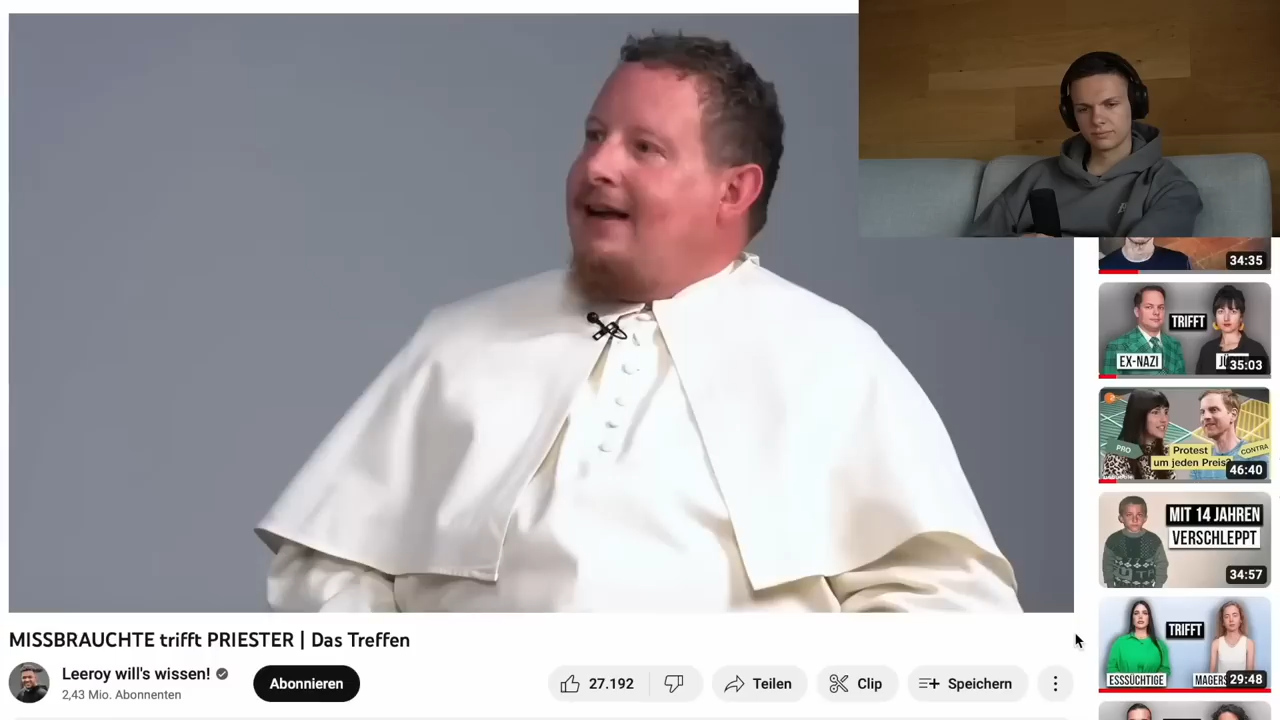 MISSBRAUCHTE trifft PRIESTER | Das Treffen
Leeroy will's wissen!
2,43 Mio. Abonnenten
Abonnieren
27.192
Teilen
Clip
Speichern
34:35
TRIFFT
EX-NAZI
35:03
PRO
CONTRA
Protest
um jeden Preis?
46:40
MIT 14 JAHREN
VERSCHLEPPT
34:57
TRIFFT
ESSSÜCHTIGE
29:48